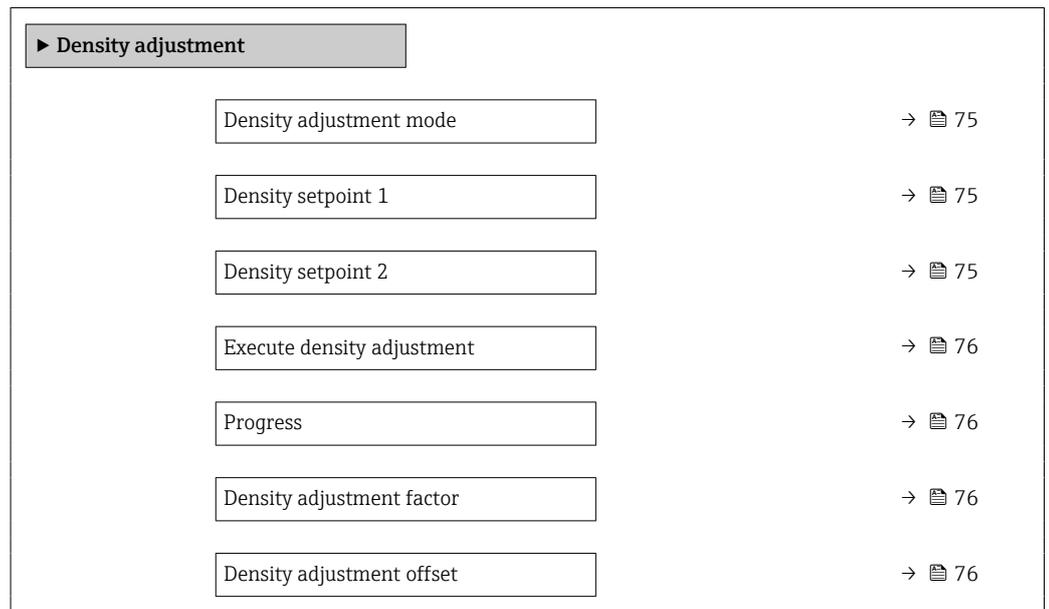 ▶ Density adjustment
Density adjustment mode → 75
Density setpoint 1 → 75
Density setpoint 2 → 75
Execute density adjustment → 76
Progress → 76
Density adjustment factor → 76
Density adjustment offset → 76